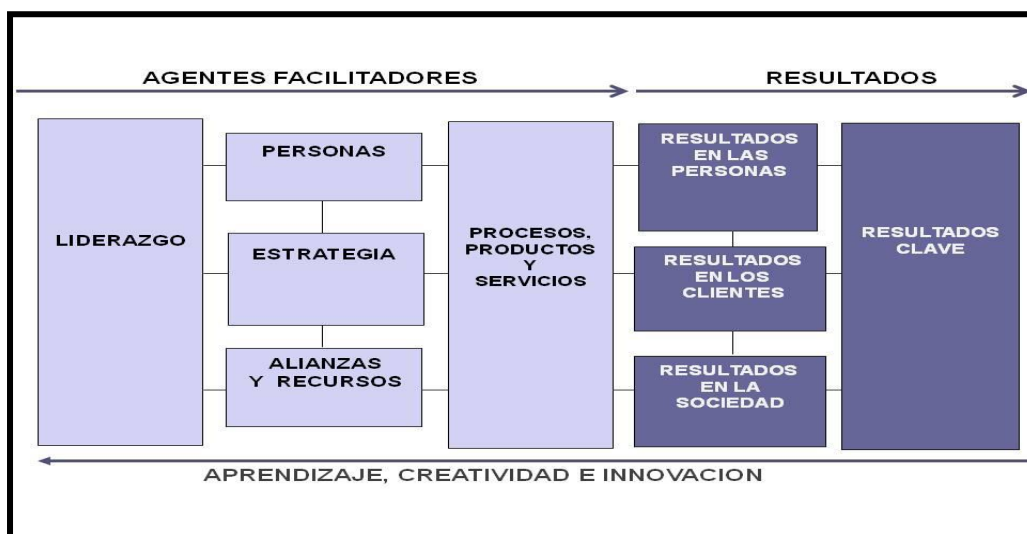 AGENTES FACILITADORES
RESULTADOS
LIDERAZGO
PERSONAS
ESTRATEGIA
ALIANZAS
Y RECURSOS
PROCESOS,
PRODUCTOS
Y
SERVICIOS
RESULTADOS
EN LAS
PERSONAS
RESULTADOS
EN LOS
CLIENTES
RESULTADOS
EN LA
SOCIEDAD
RESULTADOS
CLAVE
APRENDIZAJE, CREATIVIDAD E INNOVACION